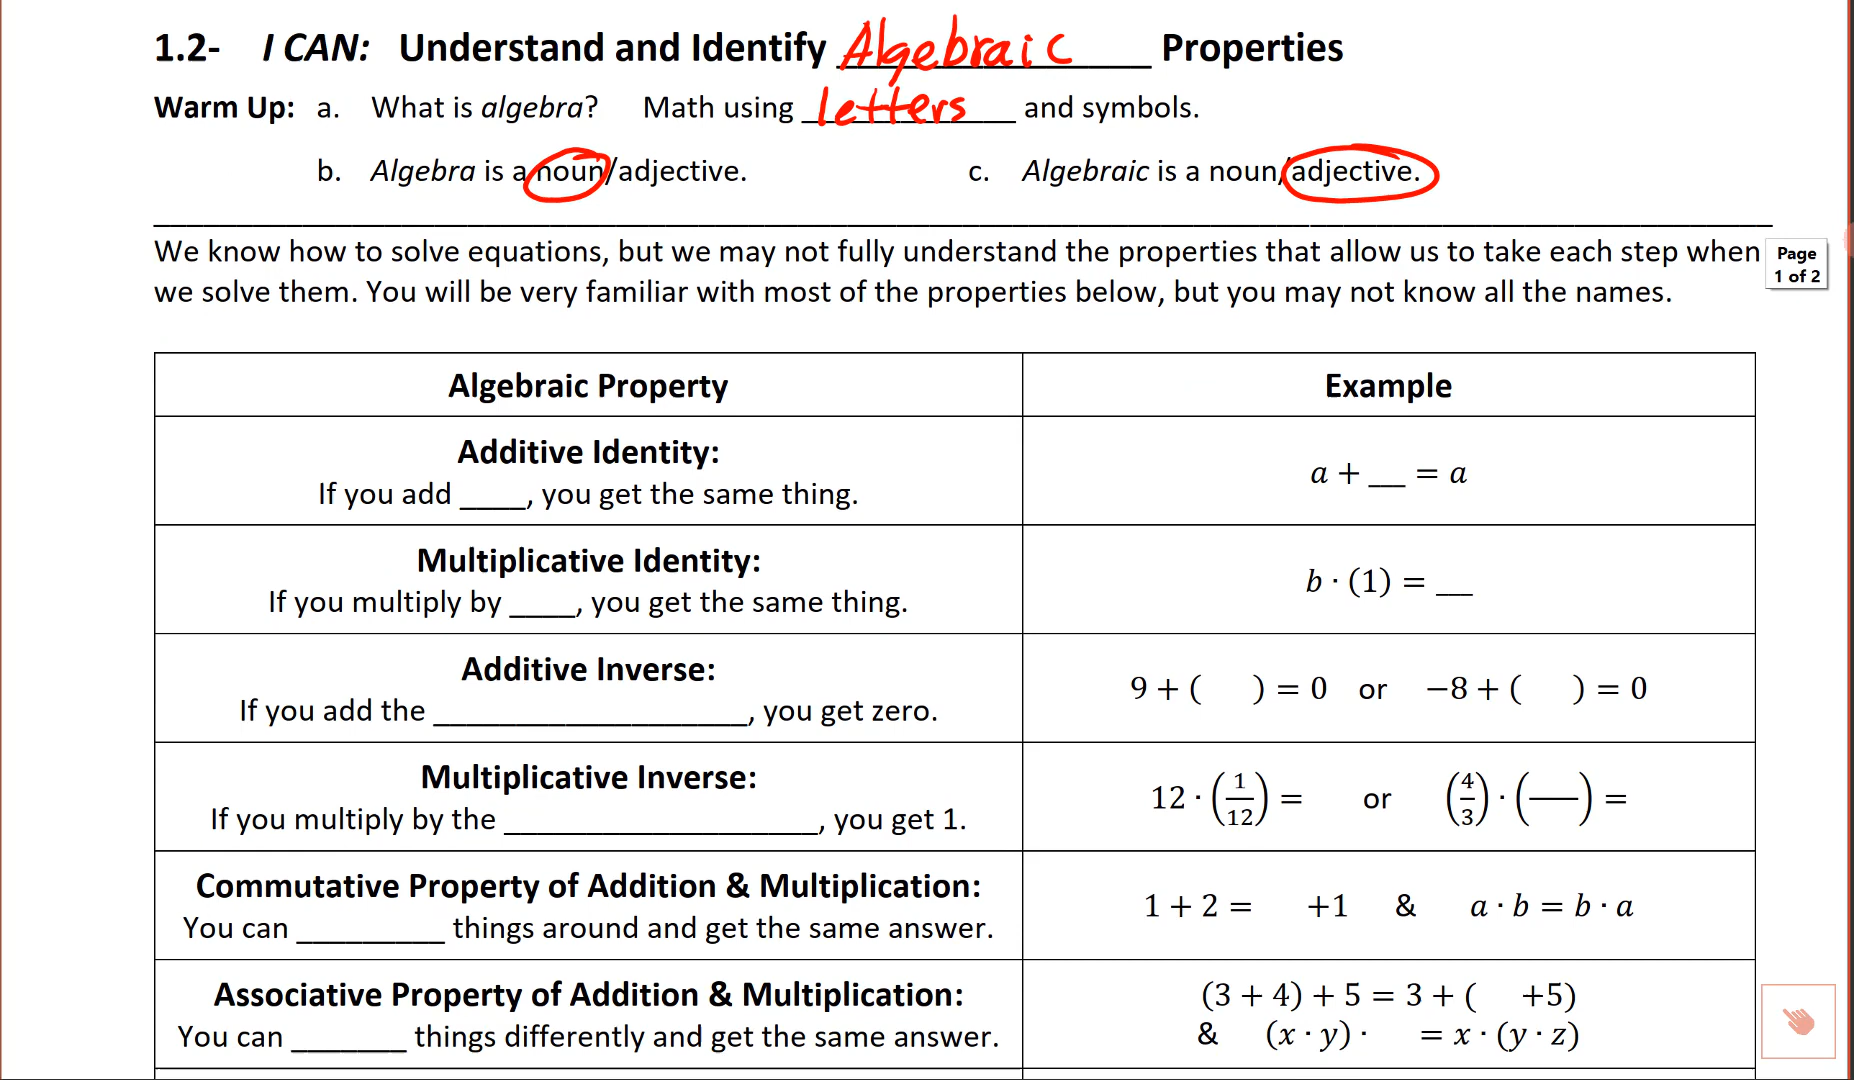 1.2- I CAN: Understand and Identify Algebraic Properties
Warm Up: a. What is algebra? Math using letters and symbols.
b. Algebra is a noun/adjective. c. Algebraic is a noun/adjective.
We know how to solve equations, but we may not fully understand the properties that allow us to take each step when
we solve them. You will be very familiar with most of the properties below, but you may not know all the names.
Page
1 of 2
Algebraic Property Example
Additive Identity:
If you add ____, you get the same thing.
a + __ = a
Multiplicative Identity:
If you multiply by ____, you get the same thing.
b · (1) = __
Additive Inverse:
If you add the ___________________, you get zero.
9 + ( ) = 0 or −8 + ( ) = 0
Multiplicative Inverse:
If you multiply by the ___________________, you get 1.
12 · (1/12) = or (4/3) · (—) =
Commutative Property of Addition & Multiplication:
You can _________ things around and get the same answer.
1 + 2 = +1 & a · b = b · a
Associative Property of Addition & Multiplication:
You can _______ things differently and get the same answer.
(3 + 4) + 5 = 3 + ( +5)
& (x · y) · = x · (y · z)